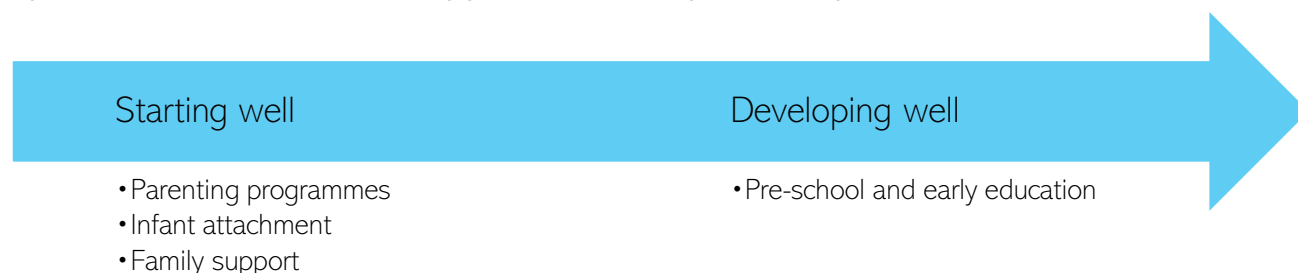 Starting well
Developing well
•Parenting programmes
•Infant attachment
•Family support
•Pre-school and early education